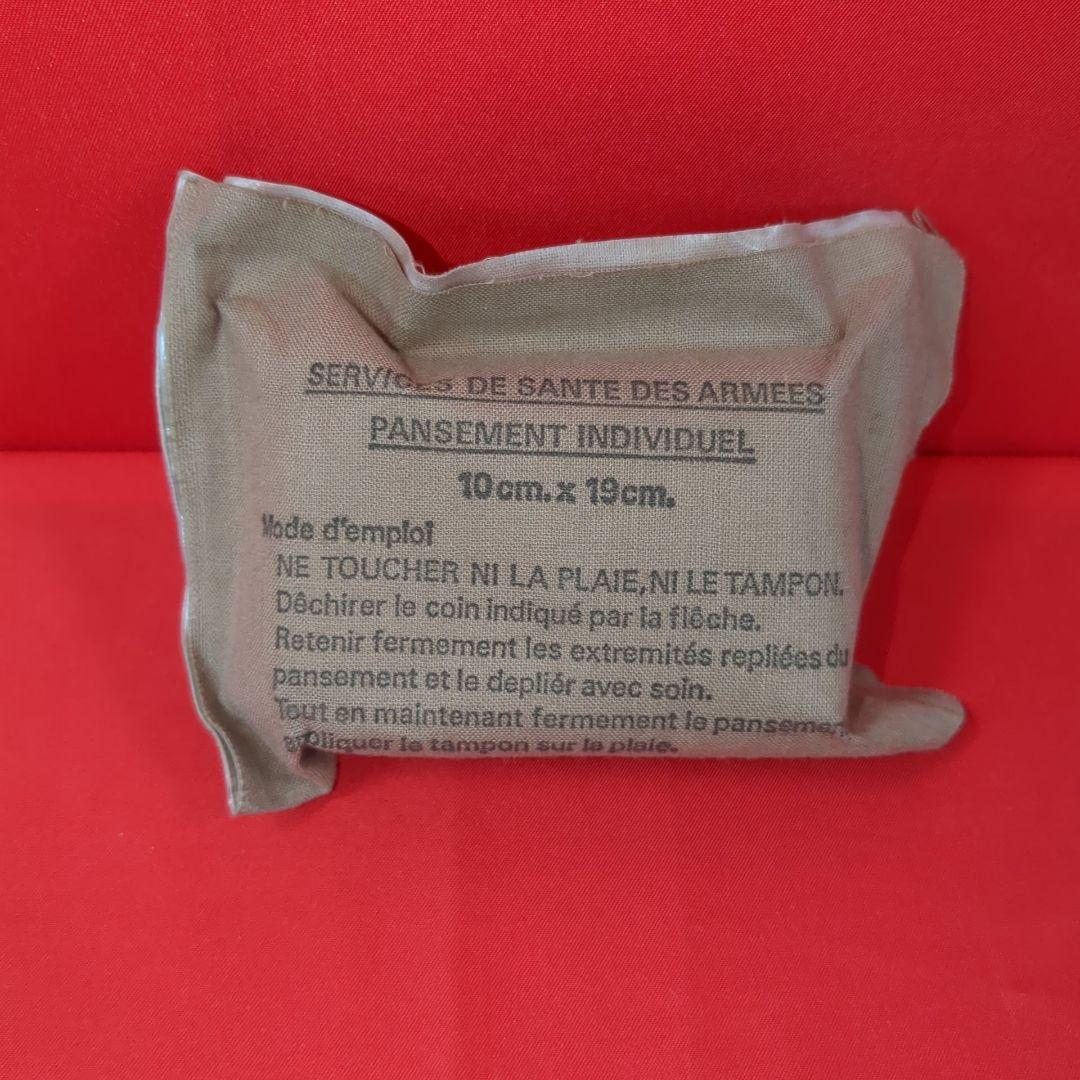 SERVICES DE SANTE DES ARMEES
PANSEMENT INDIVIDUEL
10cm. x 19cm.
Mode d'emploi
NE TOUCHER NI LA PLAIE, NI LE TAMPON.
Dêchirer le coin indiqué par la flêche.
Retenir fermement les extremités repliées du
pansement et le depliér avec soin.
Tout en maintenant fermement le pansement,
appliquer le tampon sur la plaie.